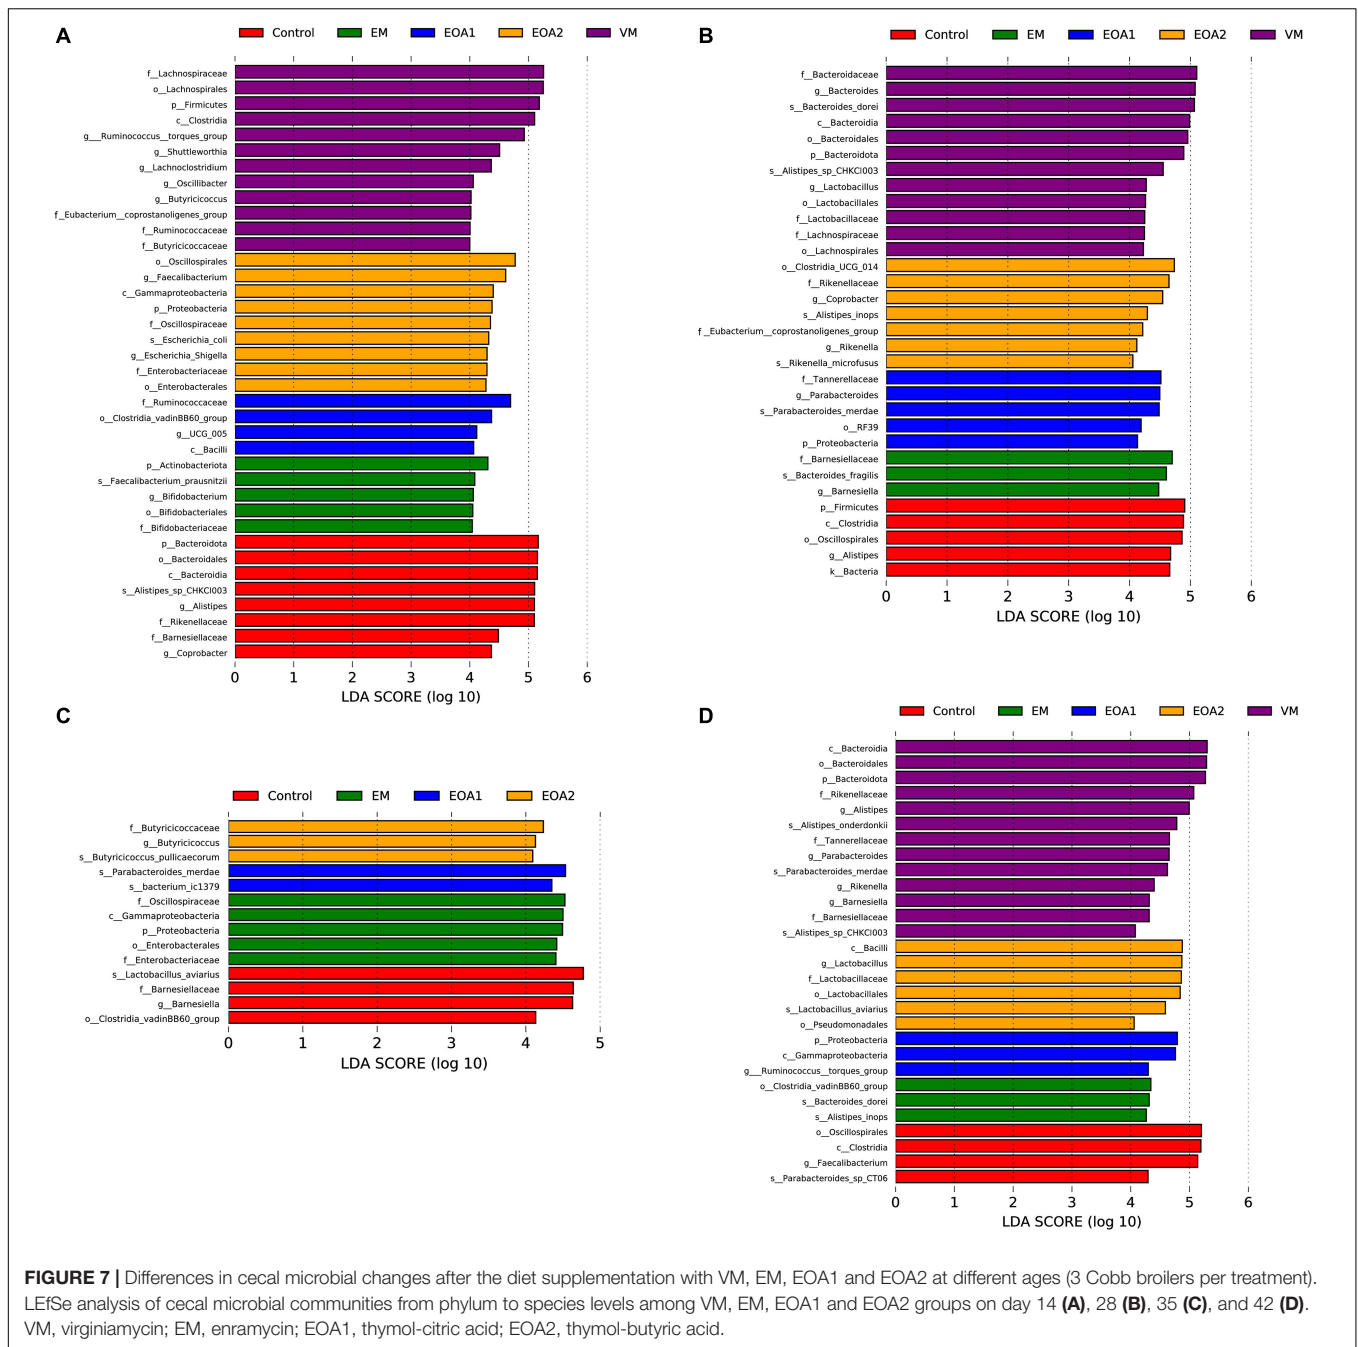 A
Control EM EOA1 EOA2 VM
f__Lachnospiraceae
o__Lachnospirales
p__Firmicutes
c__Clostridia
g___Ruminococcus__torques_group
g__Shuttleworthia
g__Lachnoclostridium
g__Oscillibacter
g__Butyricicoccus
f_Eubacterium__coprostanoligenes_group
f__Ruminococcaceae
f__Butyricicoccaceae
o__Oscillospirales
g__Faecalibacterium
c__Gammaproteobacteria
p__Proteobacteria
f__Oscillospiraceae
s__Escherichia_coli
g__Escherichia_Shigella
f__Enterobacteriaceae
o__Enterobacterales
f__Ruminococcaceae
o__Clostridia_vadinBB60_group
g__UCG_005
c__Bacilli
p__Actinobacteriota
s__Faecalibacterium_prausnitzii
g__Bifidobacterium
o__Bifidobacteriales
f__Bifidobacteriaceae
p__Bacteroidota
o__Bacteroidales
c__Bacteroidia
s__Alistipes_sp_CHKCI003
g__Alistipes
f__Rikenellaceae
f__Barnesiellaceae
g__Coprobacter
0 1 2 3 4 5 6
LDA SCORE (log 10)
B
Control EM EOA1 EOA2 VM
f__Bacteroidaceae
g__Bacteroides
s__Bacteroides_dorei
c__Bacteroidia
o__Bacteroidales
p__Bacteroidota
s__Alistipes_sp_CHKCI003
g__Lactobacillus
o__Lactobacillales
f__Lactobacillaceae
f__Lachnospiraceae
o__Lachnospirales
o__Clostridia_UCG_014
f__Rikenellaceae
g__Coprobacter
s__Alistipes_inops
f_Eubacterium__coprostanoligenes_group
g__Rikenella
s__Rikenella_microfusus
f__Tannerellaceae
g__Parabacteroides
s__Parabacteroides_merdae
o__RF39
p__Proteobacteria
f__Barnesiellaceae
s__Bacteroides_fragilis
g__Barnesiella
p__Firmicutes
c__Clostridia
o__Oscillospirales
g__Alistipes
k__Bacteria
0 1 2 3 4 5 6
LDA SCORE (log 10)
C
Control EM EOA1 EOA2
f__Butyricicoccaceae
g__Butyricicoccus
s__Butyricicoccus_pullicaecorum
s__Parabacteroides_merdae
s__bacterium_ic1379
f__Oscillospiraceae
c__Gammaproteobacteria
p__Proteobacteria
o__Enterobacterales
f__Enterobacteriaceae
s__Lactobacillus_aviarius
f__Barnesiellaceae
g__Barnesiella
o__Clostridia_vadinBB60_group
0 1 2 3 4 5
LDA SCORE (log 10)
D
Control EM EOA1 EOA2 VM
c__Bacteroidia
o__Bacteroidales
p__Bacteroidota
f__Rikenellaceae
g__Alistipes
s__Alistipes_onderdonkii
f__Tannerellaceae
g__Parabacteroides
s__Parabacteroides_merdae
g__Rikenella
g__Barnesiella
f__Barnesiellaceae
s__Alistipes_sp_CHKCI003
c__Bacilli
g__Lactobacillus
f__Lactobacillaceae
o__Lactobacillales
s__Lactobacillus_aviarius
o__Pseudomonadales
p__Proteobacteria
c__Gammaproteobacteria
g___Ruminococcus__torques_group
o__Clostridia_vadinBB60_group
s__Bacteroides_dorei
s__Alistipes_inops
o__Oscillospirales
c__Clostridia
g__Faecalibacterium
s__Parabacteroides_sp_CT06
0 1 2 3 4 5 6
LDA SCORE (log 10)
FIGURE 7 | Differences in cecal microbial changes after the diet supplementation with VM, EM, EOA1 and EOA2 at different ages (3 Cobb broilers per treatment).
LEfSe analysis of cecal microbial communities from phylum to species levels among VM, EM, EOA1 and EOA2 groups on day 14 (A), 28 (B), 35 (C), and 42 (D).
VM, virginiamycin; EM, enramycin; EOA1, thymol-citric acid; EOA2, thymol-butyric acid.